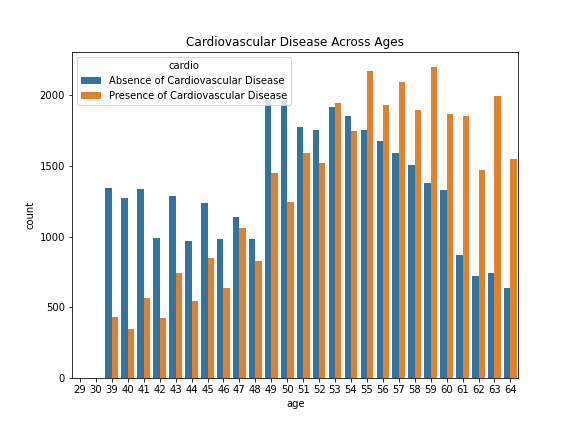 Cardiovascular Disease Across Ages
cardio
Absence of Cardiovascular Disease
Presence of Cardiovascular Disease
2000
1500
1000
500
0
count
29 30 39 40 41 42 43 44 45 46 47 48 49 50 51 52 53 54 55 56 57 58 59 60 61 62 63 64
age